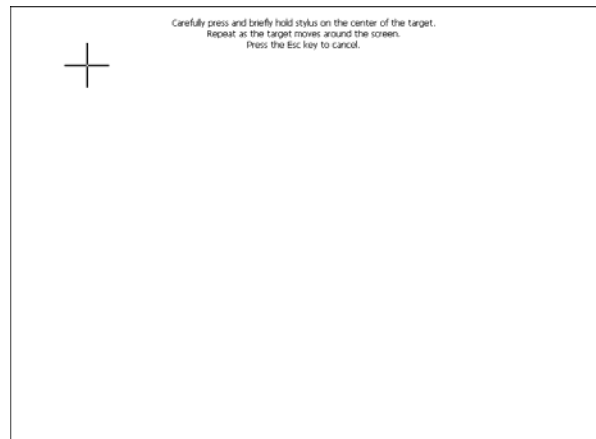 Carefully press and briefly hold stylus on the center of the target.
Repeat as the target moves around the screen.
Press the Esc key to cancel.